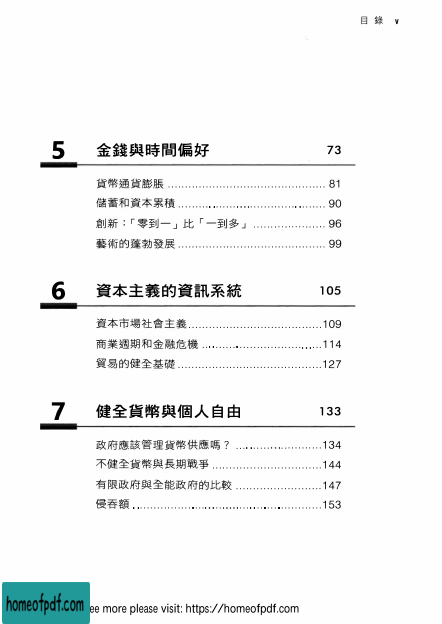 目錄 v
5 金錢與時間偏好 73
貨幣通貨膨脹 ............................................. 81
儲蓄和資本累積 .......................................... 90
創新：「零到一」比「一到多」 ..................... 96
藝術的蓬勃發展 .......................................... 99
6 資本主義的資訊系統 105
資本市場社會主義 ...................................... 109
商業週期和金融危機 .................................. 114
貿易的健全基礎 ......................................... 127
7 健全貨幣與個人自由 133
政府應該管理貨幣供應嗎？ ........................ 134
不健全貨幣與長期戰爭 ............................... 144
有限政府與全能政府的比較 ........................ 147
侵吞額 ....................................................... 153
homeofpdf.com ee more please visit: https://homeofpdf.com